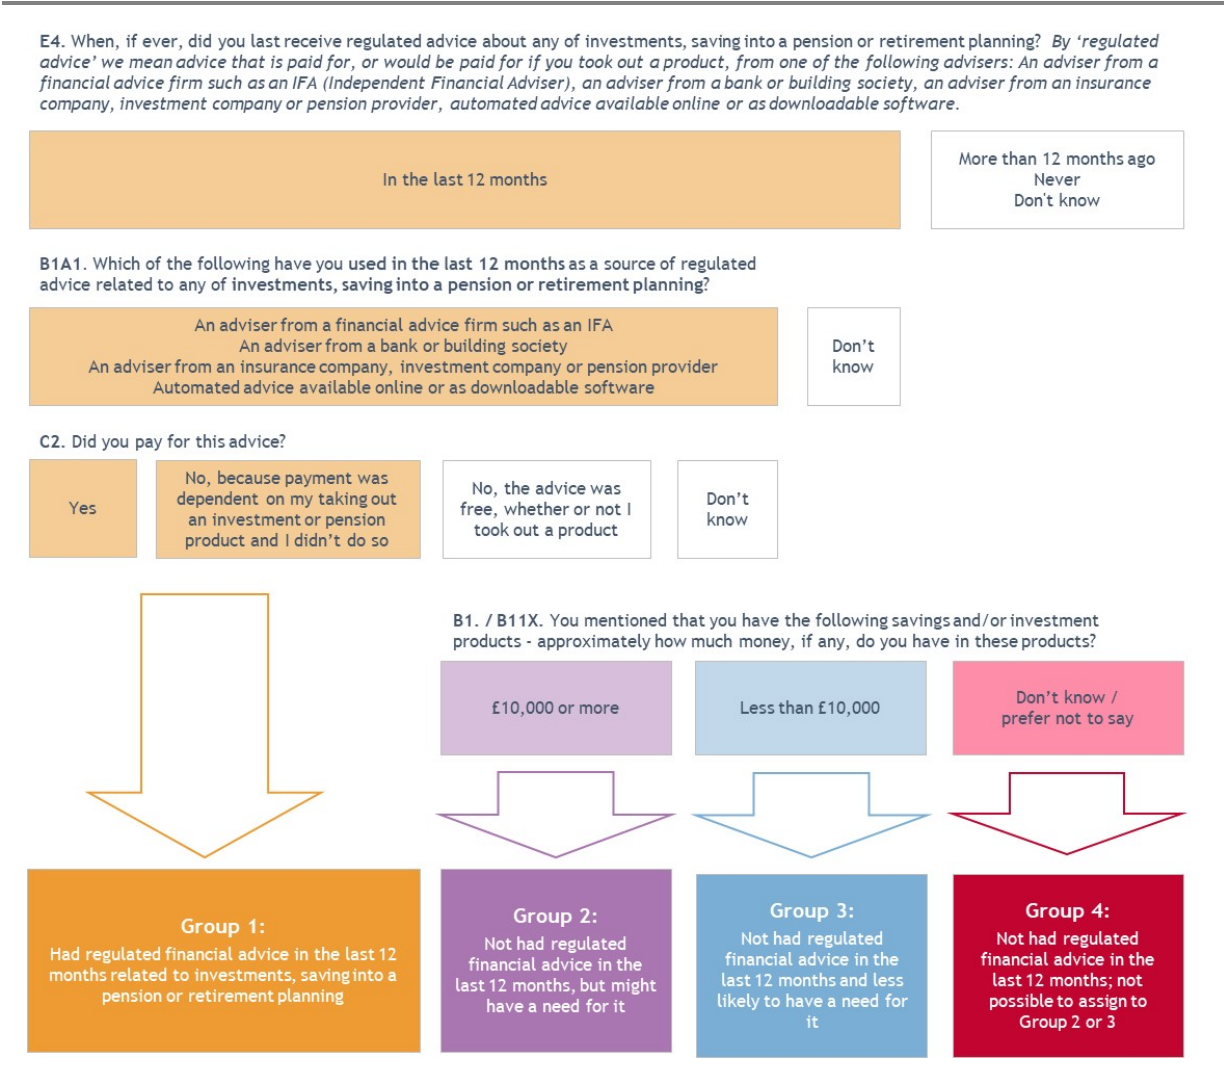 E4. When, if ever, did you last receive regulated advice about any of investments, saving into a pension or retirement planning? By ‘regulated
advice’ we mean advice that is paid for, or would be paid for if you took out a product, from one of the following advisers: An adviser from a
financial advice firm such as an IFA (Independent Financial Adviser), an adviser from a bank or building society, an adviser from an insurance
company, investment company or pension provider, automated advice available online or as downloadable software.
In the last 12 months
More than 12 months ago
Never
Don't know
B1A1. Which of the following have you used in the last 12 months as a source of regulated
advice related to any of investments, saving into a pension or retirement planning?
An adviser from a financial advice firm such as an IFA
An adviser from a bank or building society
An adviser from an insurance company, investment company or pension provider
Automated advice available online or as downloadable software
Don’t
know
C2. Did you pay for this advice?
Yes
No, because payment was
dependent on my taking out
an investment or pension
product and I didn’t do so
No, the advice was
free, whether or not I
took out a product
Don’t
know
B1. / B11X. You mentioned that you have the following savings and/or investment
products - approximately how much money, if any, do you have in these products?
£10,000 or more
Less than £10,000
Don’t know /
prefer not to say
Group 1:
Had regulated financial advice in the last 12
months related to investments, saving into a
pension or retirement planning
Group 2:
Not had regulated
financial advice in the
last 12 months, but might
have a need for it
Group 3:
Not had regulated
financial advice in the
last 12 months and less
likely to have a need for
it
Group 4:
Not had regulated
financial advice in the
last 12 months; not
possible to assign to
Group 2 or 3